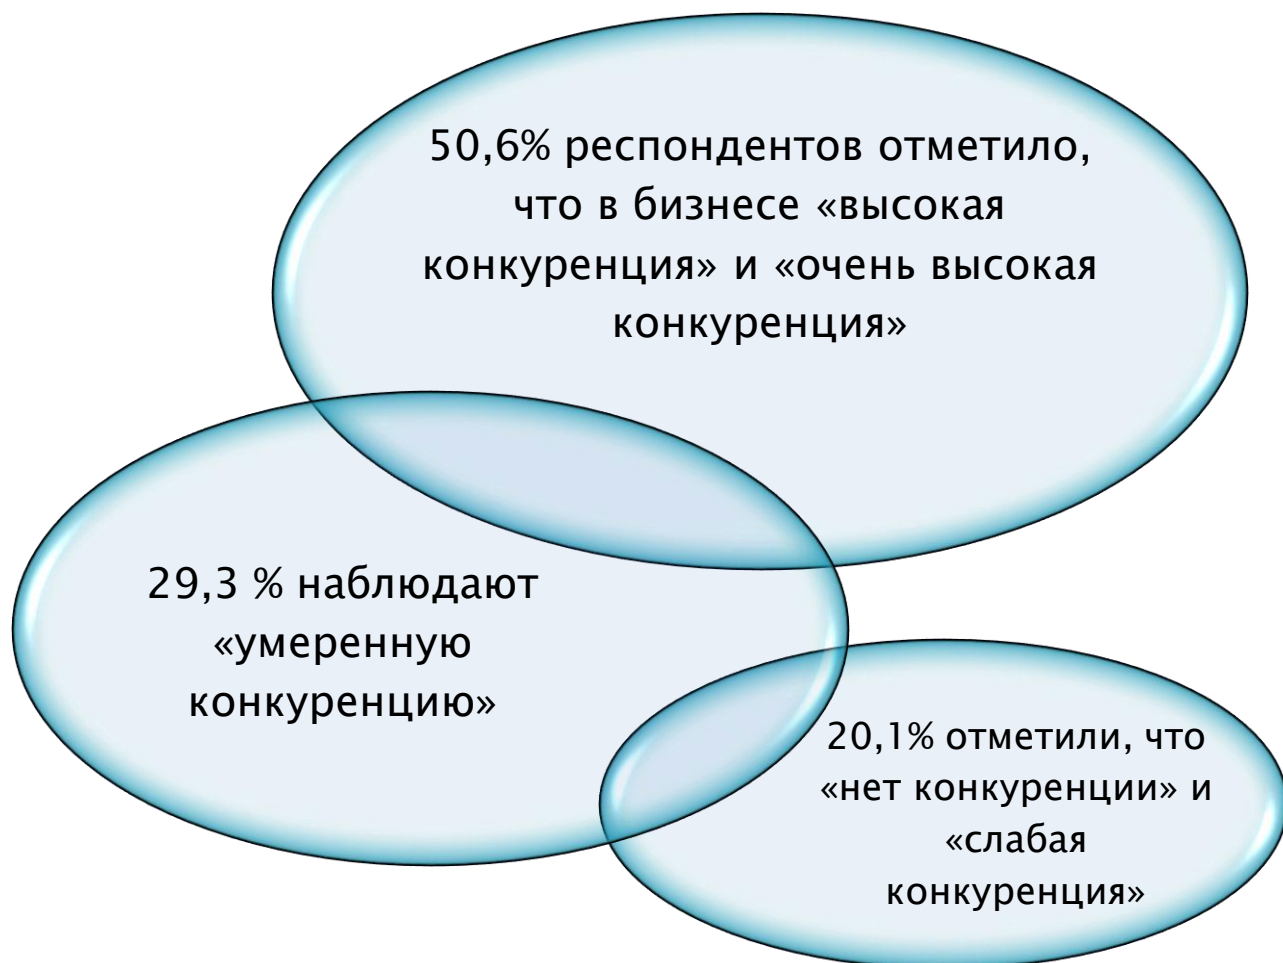 50,6% респондентов отметило,
что в бизнесе «высокая
конкуренция» и «очень высокая
конкуренция»
29,3 % наблюдают
«умеренную
конкуренцию»
20,1% отметили, что
«нет конкуренции» и
«слабая
конкуренция»